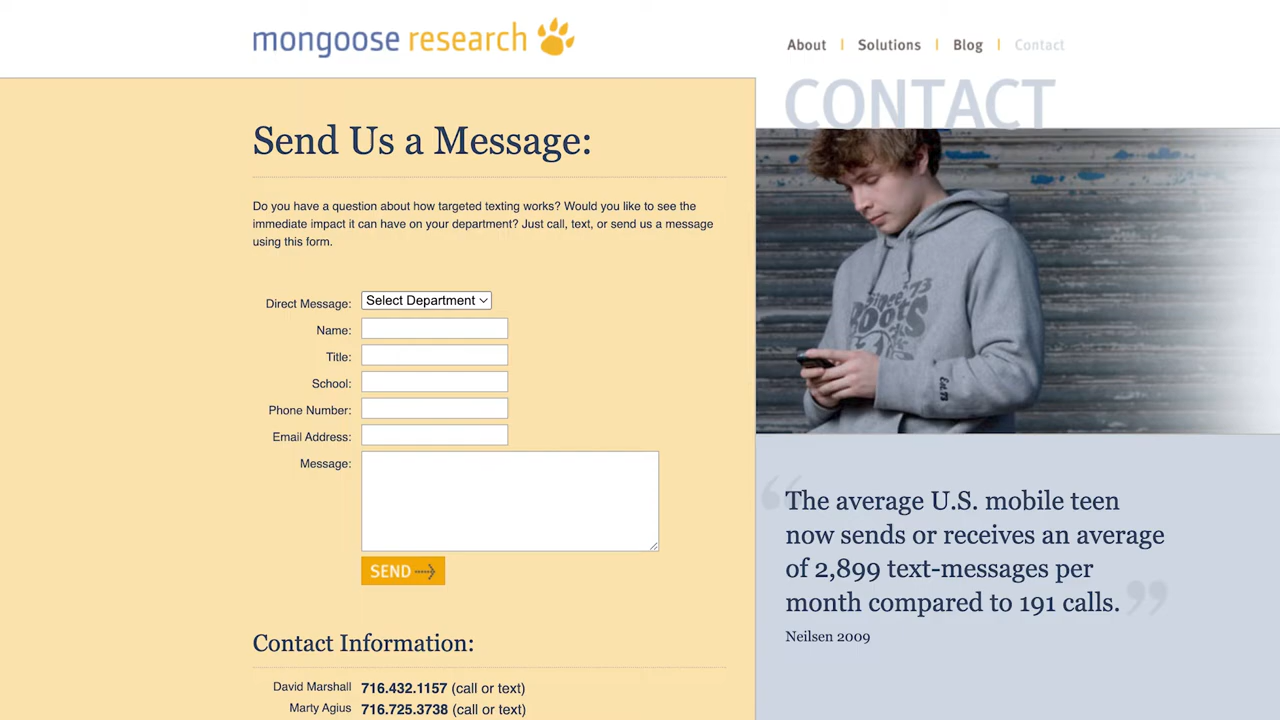 mongoose research
About | Solutions | Blog | Contact
CONTACT
Send Us a Message:
Do you have a question about how targeted texting works? Would you like to see the
immediate impact it can have on your department? Just call, text, or send us a message
using this form.
Direct Message: Select Department
Name:
Title:
School:
Phone Number:
Email Address:
Message:
SEND
Contact Information:
David Marshall 716.432.1157 (call or text)
Marty Agius 716.725.3738 (call or text)
Since '73
ROOTS
Est.73
“The average U.S. mobile teen
now sends or receives an average
of 2,899 text-messages per
month compared to 191 calls.”
Neilsen 2009